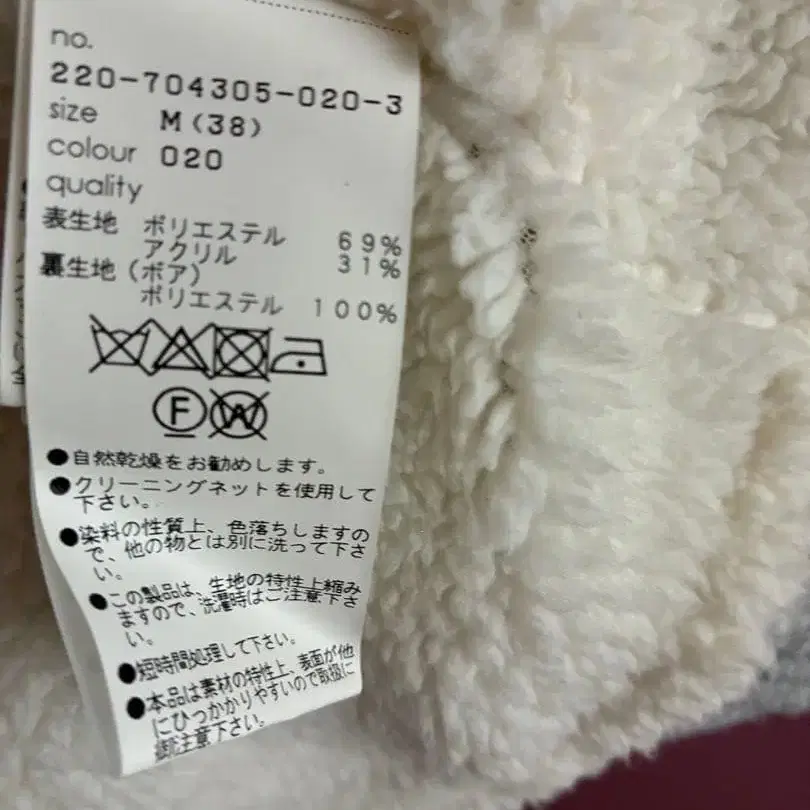 no.
220-704305-020-3
size M(38)
colour 020
quality
表生地 ポリエステル 69%
アクリル 31%
裏生地(ボア)
ポリエステル 100%
F W
●自然乾燥をお勧めします。
●クリーニングネットを使用して
下さい。
●染料の性質上、色落ちしますの
で、他の物とは別に洗って下さ
い。
●この製品は、生地の特性上縮み
ますので、洗濯時はご注意下さ
い。
●短時間処理して下さい。
●本品は素材の特性上、表面が他
にひっかかりやすいので取扱に
御注意下さい。